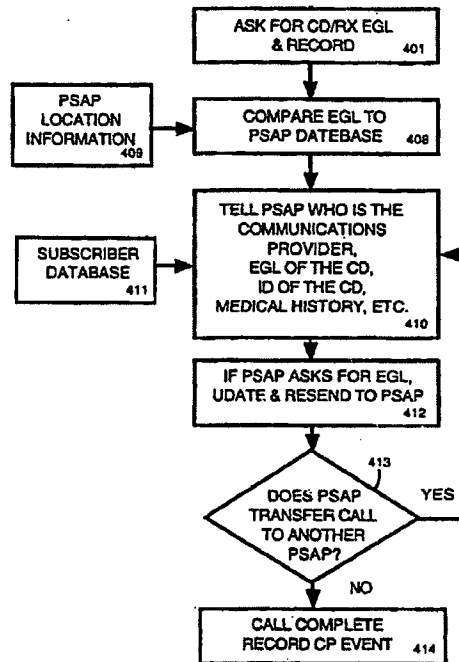 ASK FOR CD/RX EGL
& RECORD
401
PSAP
LOCATION
INFORMATION
409
COMPARE EGL TO
PSAP DATEBASE
408
TELL PSAP WHO IS THE
COMMUNICATIONS
PROVIDER,
EGL OF THE CD,
ID OF THE CD,
MEDICAL HISTORY, ETC.
410
SUBSCRIBER
DATABASE
411
IF PSAP ASKS FOR EGL,
UDATE & RESEND TO PSAP
412
413
DOES PSAP
TRANSFER CALL
TO ANOTHER
PSAP?
YES
NO
CALL COMPLETE
RECORD CP EVENT
414